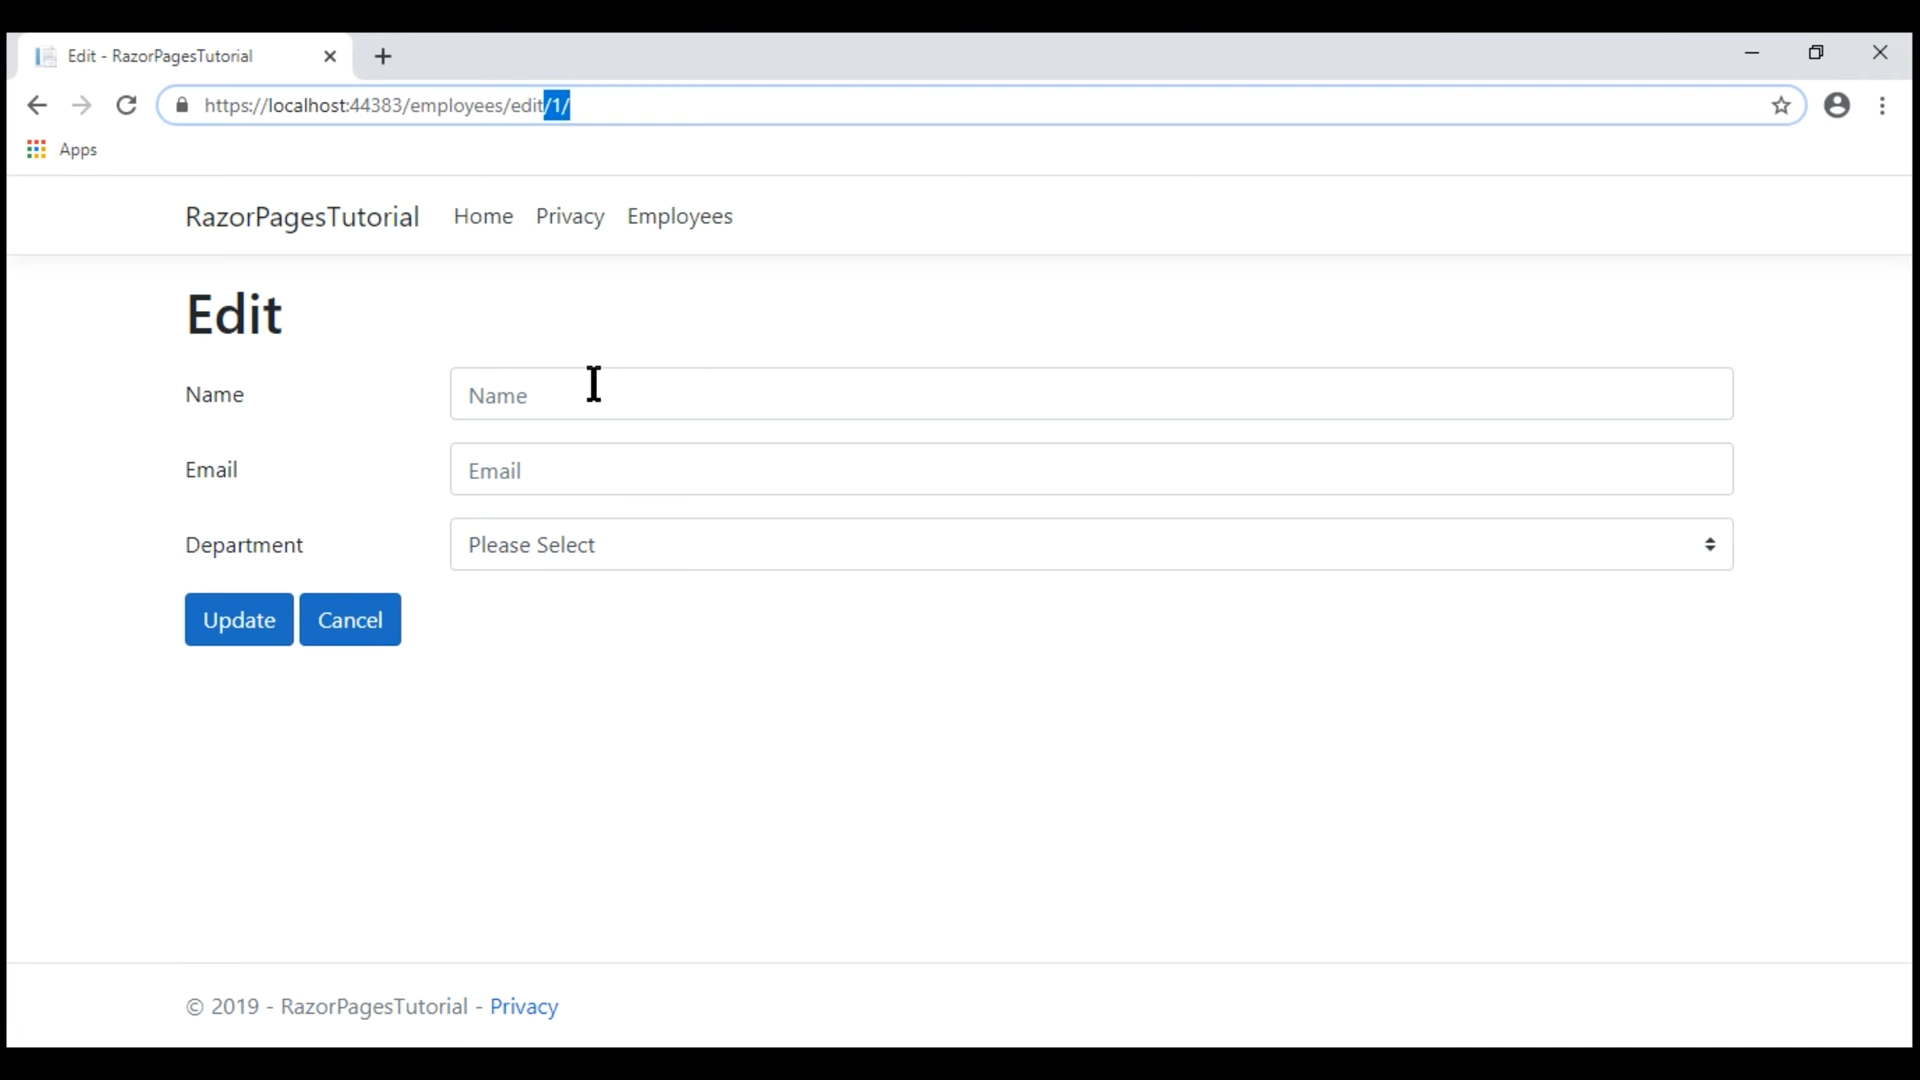 Edit - RazorPagesTutorial
https://localhost:44383/employees/edit/1/
Apps
RazorPagesTutorial Home Privacy Employees
Edit
Name Name
Email Email
Department Please Select
Update Cancel
© 2019 - RazorPagesTutorial - Privacy